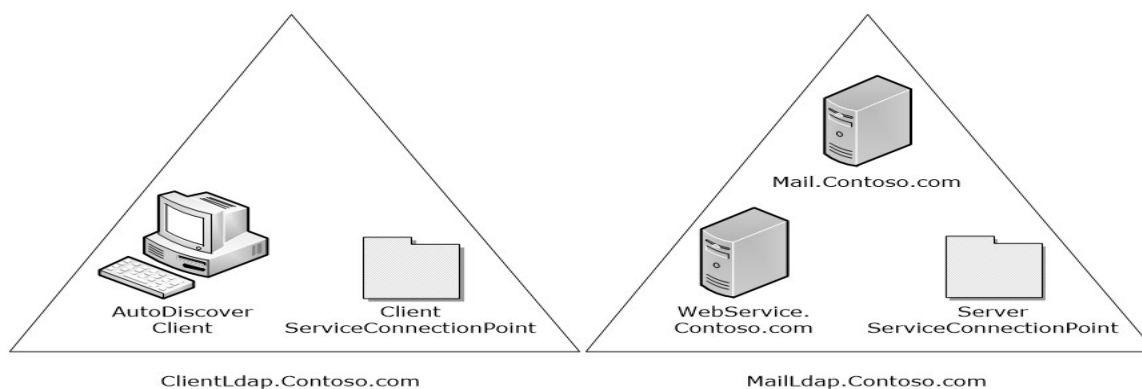 Mail.Contoso.com
AutoDiscover
Client
Client
ServiceConnectionPoint
WebService.
Contoso.com
Server
ServiceConnectionPoint
ClientLdap.Contoso.com
MailLdap.Contoso.com